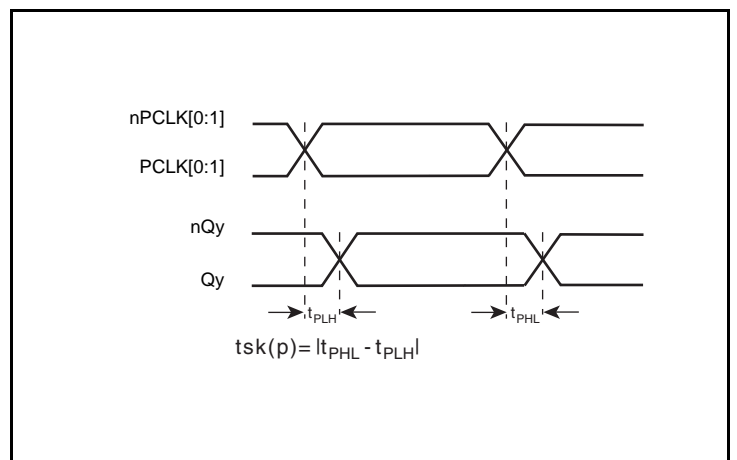 nPCLK[0:1]
PCLK[0:1]
nQy
Qy
tPLH
tPHL
tsk(p)= |tPHL - tPLH|